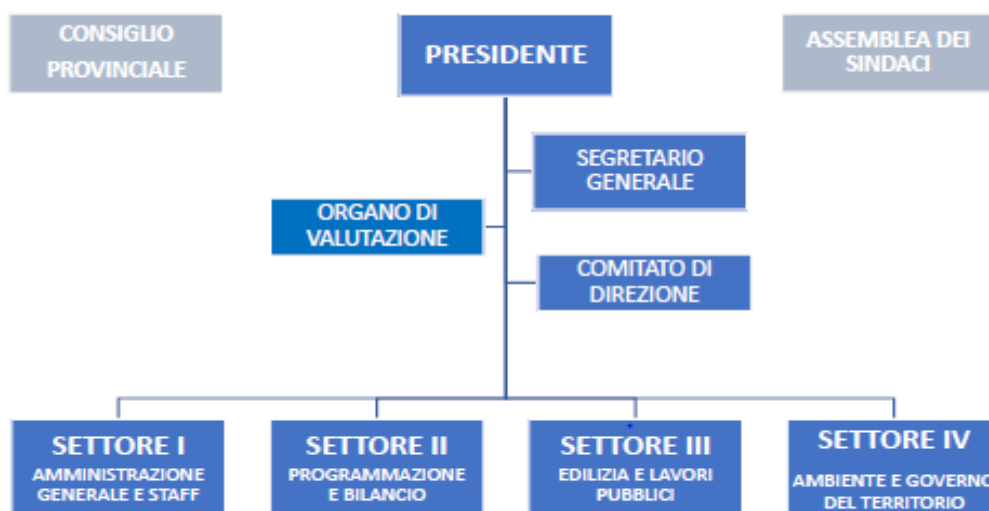 CONSIGLIO
PROVINCIALE
PRESIDENTE
ASSEMBLEA DEI
SINDACI
SEGRETARIO
GENERALE
ORGANO DI
VALUTAZIONE
COMITATO DI
DIREZIONE
SETTORE I
AMMINISTRAZIONE
GENERALE E STAFF
SETTORE II
PROGRAMMAZIONE
E BILANCIO
SETTORE III
EDILIZIA E LAVORI
PUBBLICI
SETTORE IV
AMBIENTE E GOVERNO
DEL TERRITORIO